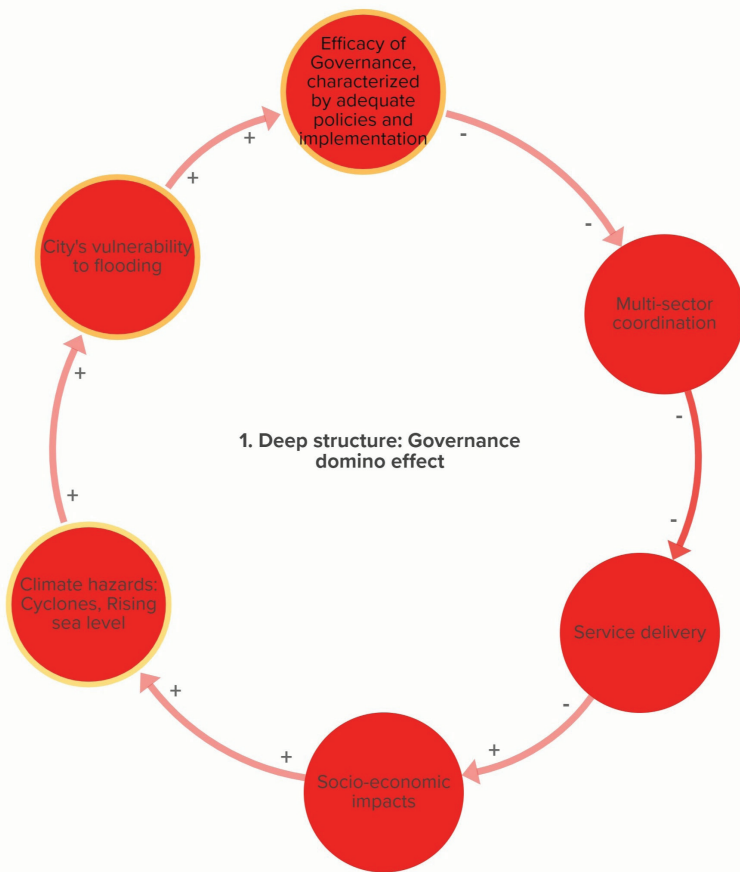 Efficacy of
Governance,
characterized
by adequate
policies and
implementation
+
-
+
-
City's vulnerability
to flooding
Multi-sector
coordination
+
-
1. Deep structure: Governance
domino effect
+
-
Climate hazards:
Cyclones, Rising
sea level
Service delivery
+
-
+
+
Socio-economic
impacts